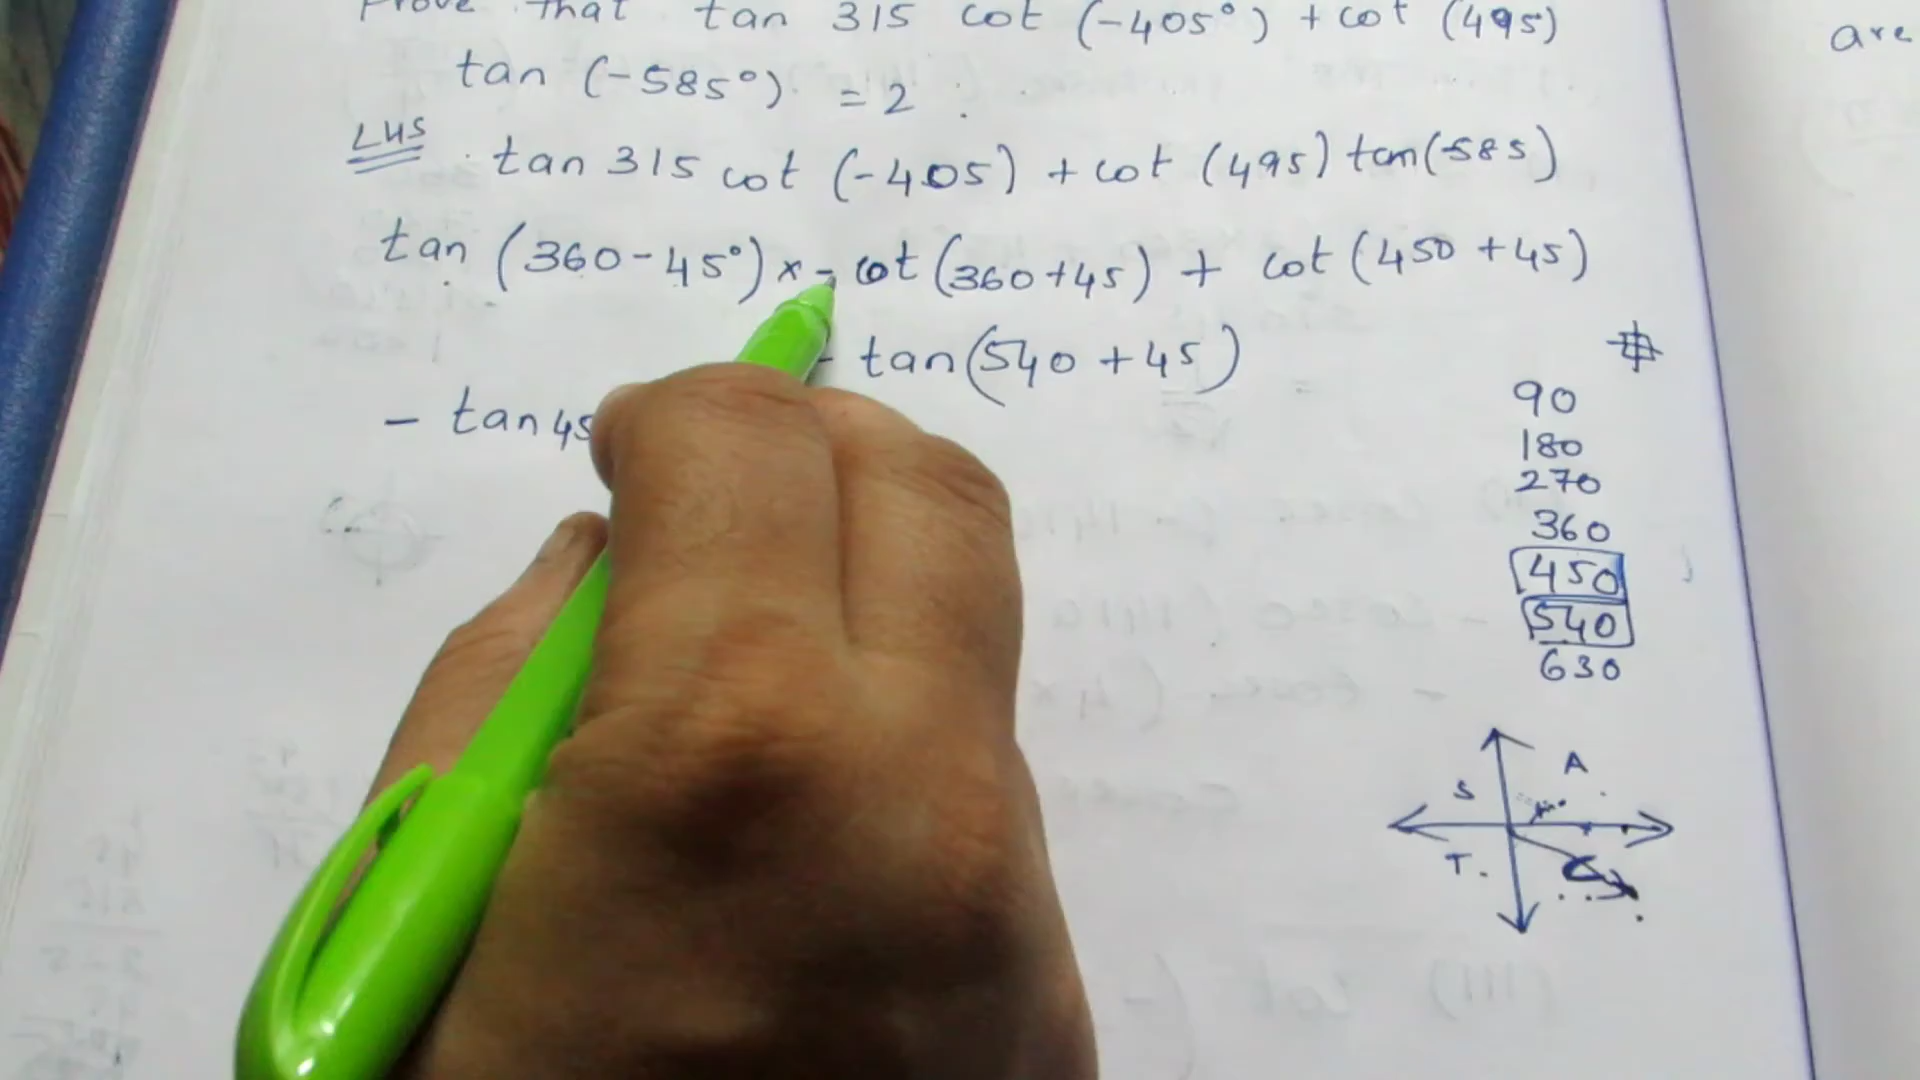 Prove that tan 315 cot (-405°) + cot (495)
tan (-585°) = 2
LHS
tan 315 cot (-405) + cot (495) tan(-585)
tan (360-45°) x - cot (360+45) + cot (450+45)
- tan (540+45)
- tan 45
90
180
270
360
450
540
630
S A
T
are